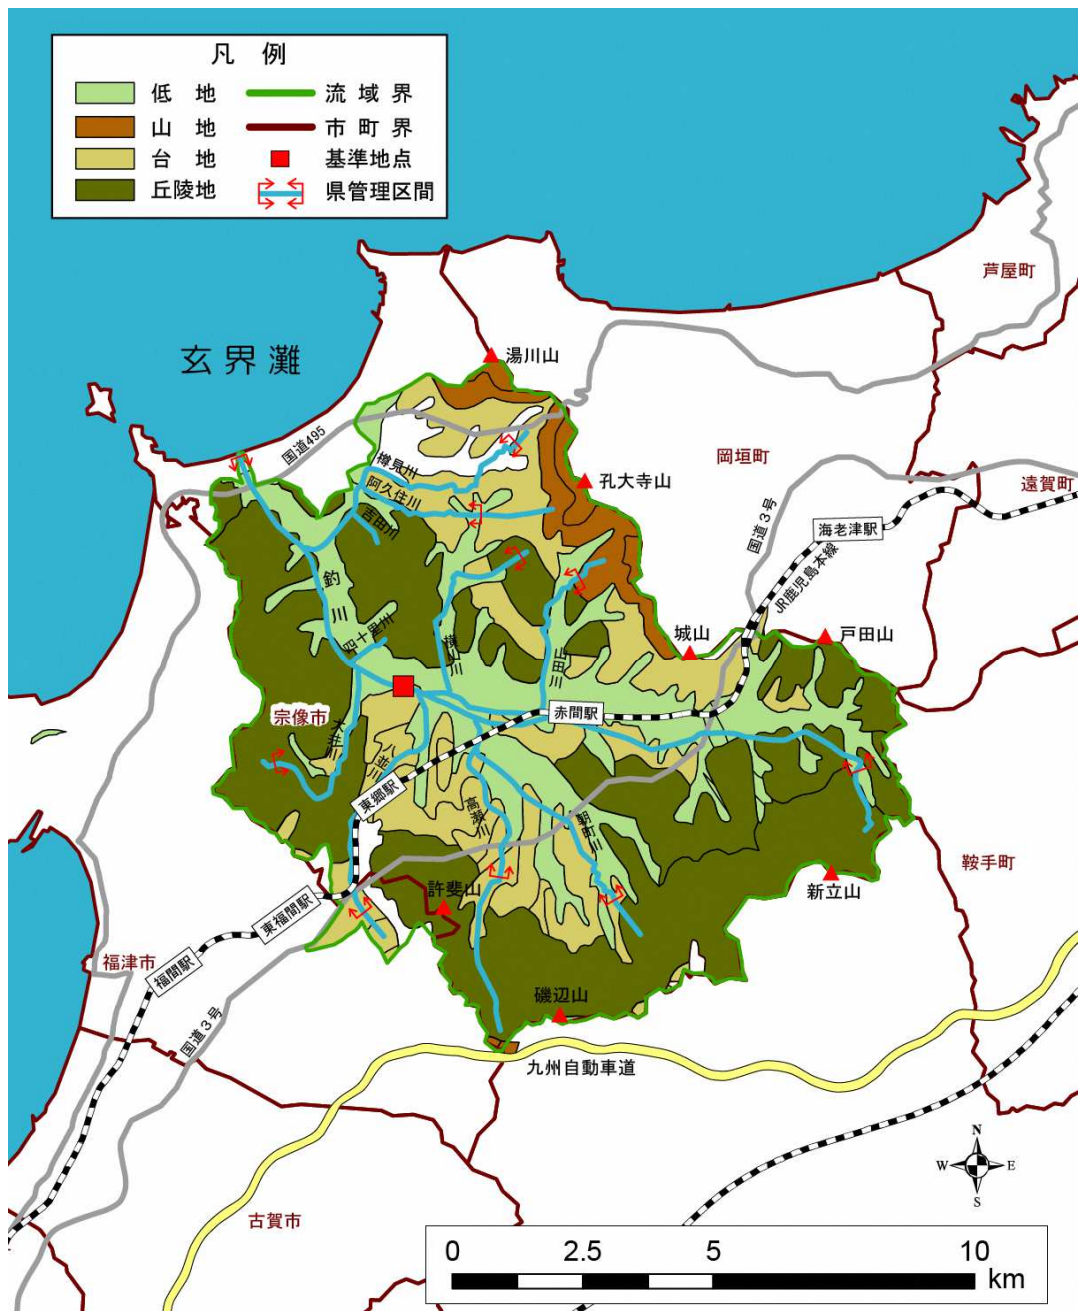 凡 例
低 地
流 域 界
山 地
市 町 界
台 地
基準地点
丘陵地
県管理区間
芦屋町
湯川山
玄界灘
国道495
樽見川
岡垣町
孔大寺山
遠賀町
阿久住川
吉田川
国道3号
海老津駅
JR鹿児島本線
釣川
四十里川
横山川
山田川
城山
戸田山
宗像市
大井川
八並川
赤間駅
東郷駅
高瀬川
朝町川
鞍手町
新立山
許斐山
東福間駅
福津市
福間駅
磯辺山
国道3号
九州自動車道
N
W
E
S
古賀市
0 2.5 5 10
km